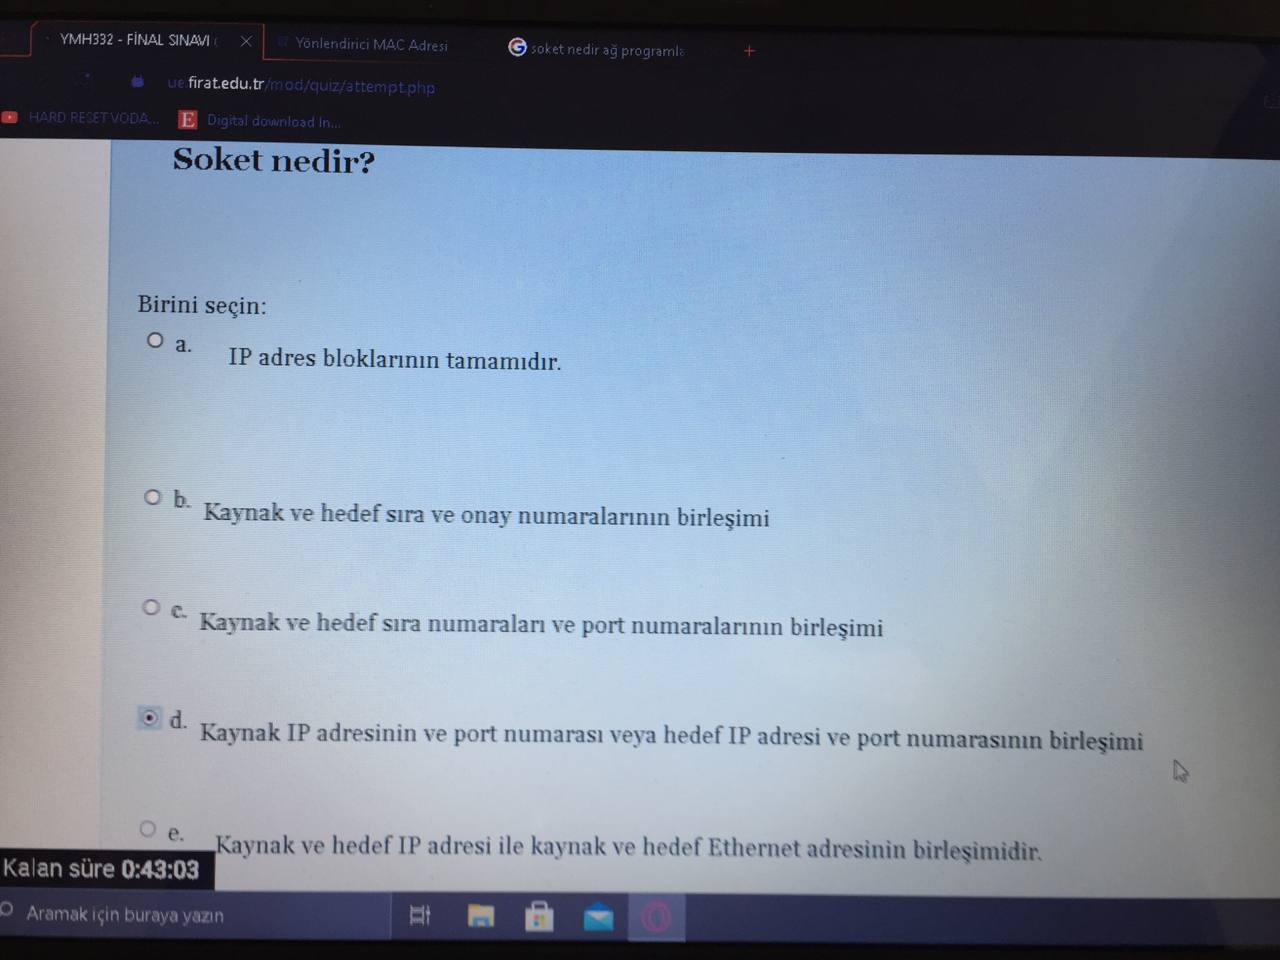 YMH332 - FİNAL SINAVI (
Yönlendirici MAC Adresi
soket nedir ağ programla
ue.firat.edu.tr/mod/quiz/attempt.php
HARD RESET VODA...
E Digital download In...
Soket nedir?
Birini seçin:
a. IP adres bloklarının tamamıdır.
b. Kaynak ve hedef sıra ve onay numaralarının birleşimi
c. Kaynak ve hedef sıra numaraları ve port numaralarının birleşimi
d. Kaynak IP adresinin ve port numarası veya hedef IP adresi ve port numarasının birleşimi
e. Kaynak ve hedef IP adresi ile kaynak ve hedef Ethernet adresinin birleşimidir.
Kalan süre 0:43:03
Aramak için buraya yazın